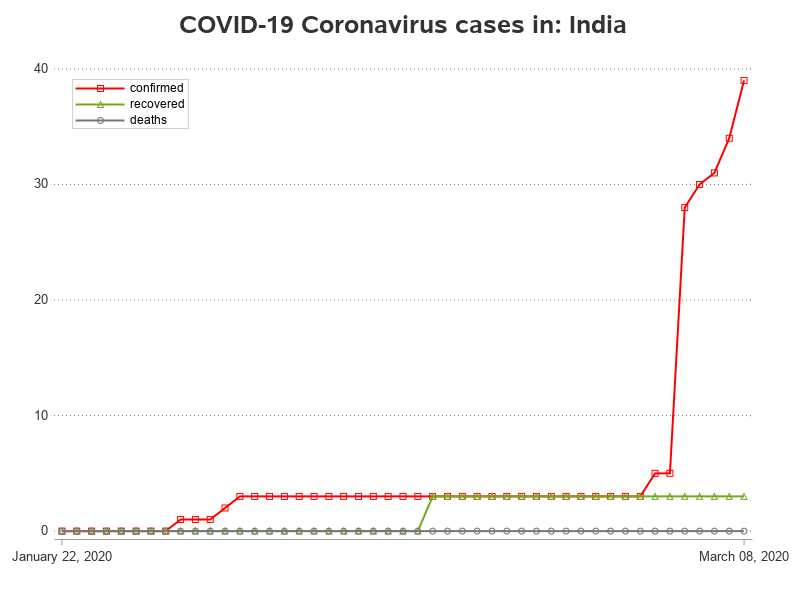 COVID-19 Coronavirus cases in: India
40
confirmed
recovered
deaths
30
20
10
0
January 22, 2020
March 08, 2020